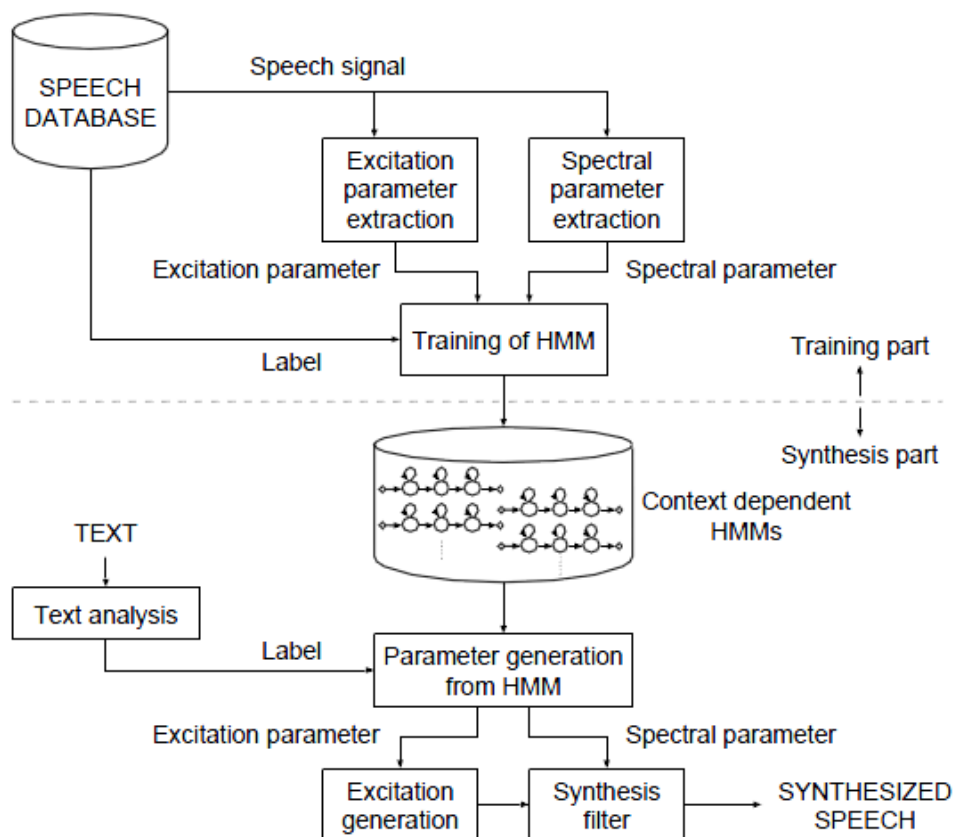 Speech signal
SPEECH
DATABASE
Excitation
parameter
extraction
Spectral
parameter
extraction
Excitation parameter
Spectral parameter
Training of HMM
Label
Training part
Synthesis part
Context dependent
HMMs
TEXT
Text analysis
Label
Parameter generation
from HMM
Excitation parameter
Spectral parameter
Excitation
generation
Synthesis
filter
SYNTHESIZED
SPEECH